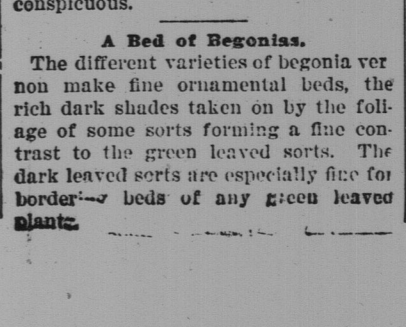 conspicuous.
A Bed of Begonias.
The different varieties of begonia ver
non make fine ornamental beds, the
rich dark shades taken on by the foli-
age of some sorts forming a fine con-
trast to the green leaved sorts. The
dark leaved sorts are especially fine for
bordering beds of any green leaved
plants.